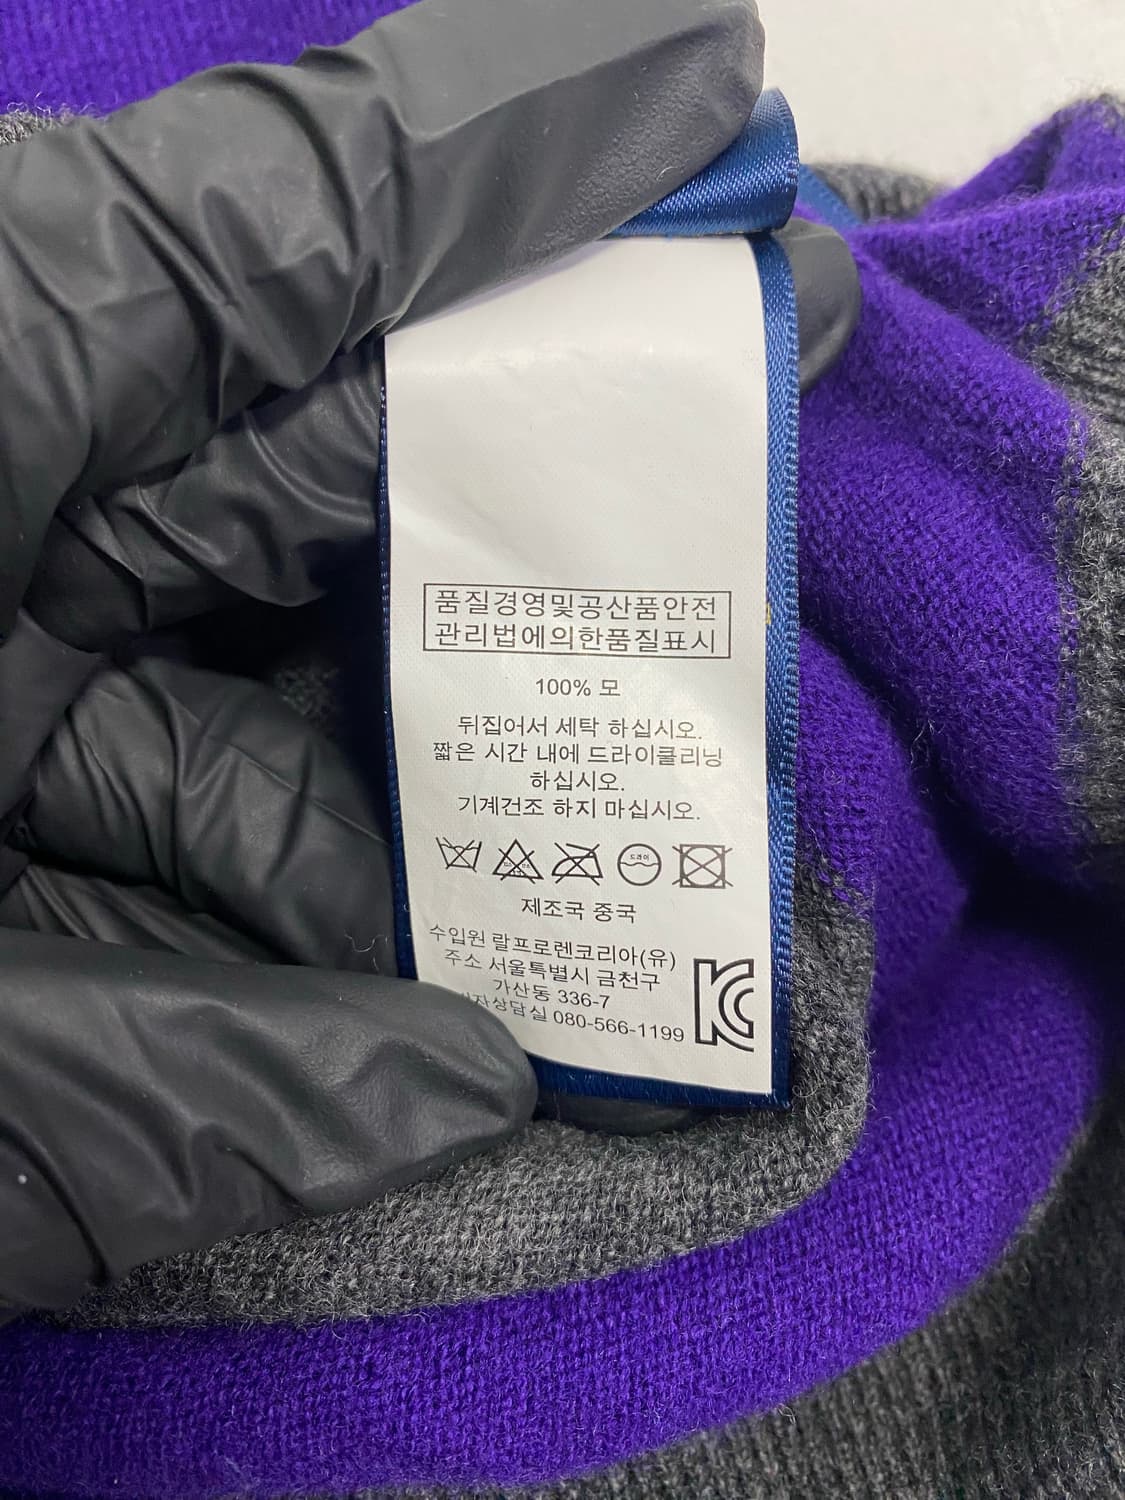 품질경영및공산품안전
관리법에의한품질표시
100% 모
뒤집어서 세탁 하십시오.
짧은 시간 내에 드라이클리닝
하십시오.
기계건조 하지 마십시오.
드라이
제조국 중국
수입원 랄프로렌코리아(유)
주소 서울특별시 금천구
가산동 336-7
자상담실 080-566-1199
KC